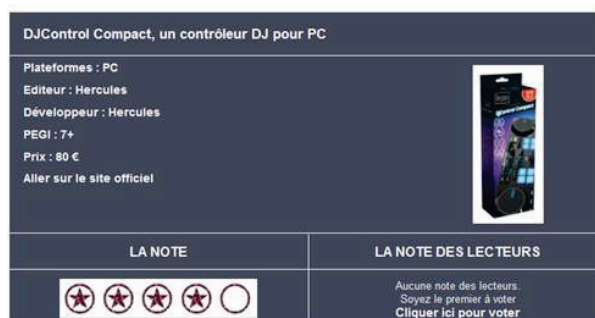 DJControl Compact, un contrôleur DJ pour PC
Plateformes : PC
Editeur : Hercules
Développeur : Hercules
PEGI : 7+
Prix : 80 €
Aller sur le site officiel
DJControl Compact
LA NOTE
LA NOTE DES LECTEURS
Aucune note des lecteurs.
Soyez le premier à voter
Cliquer ici pour voter